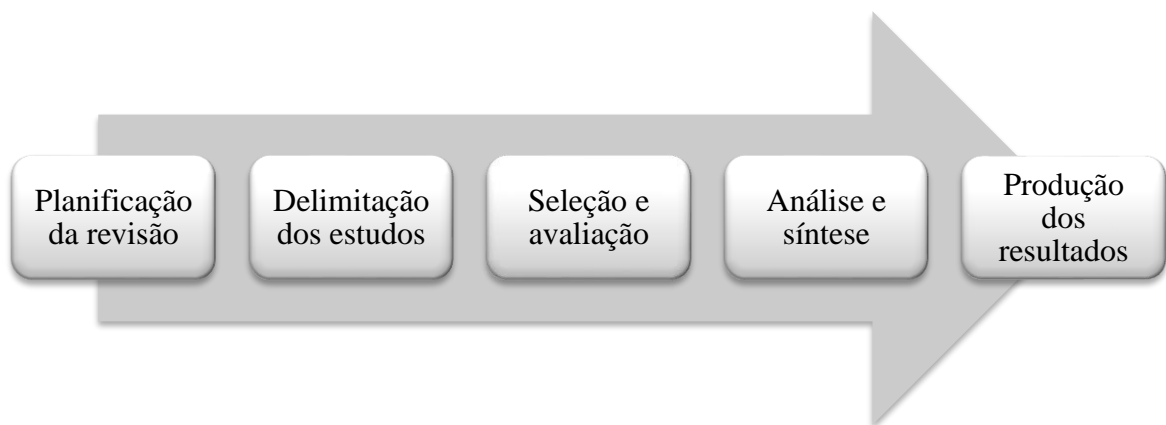 Planificação
da revisão
Delimitação
dos estudos
Seleção e
avaliação
Análise e
síntese
Produção
dos
resultados